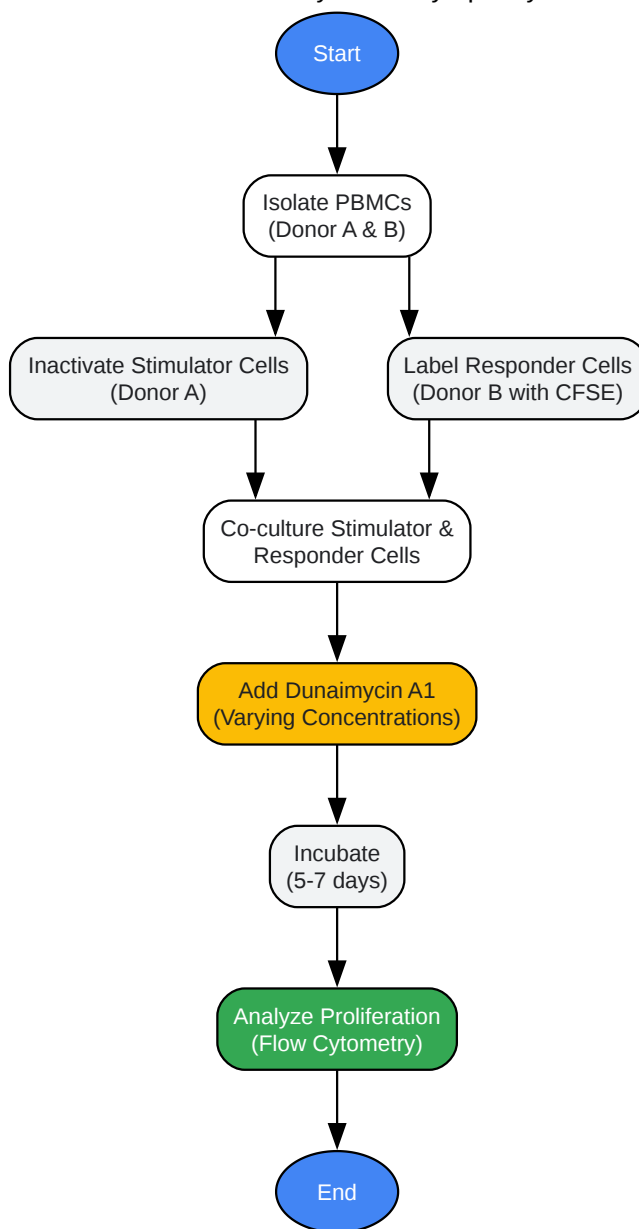 Start
Isolate PBMCs
(Donor A & B)
Inactivate Stimulator Cells
(Donor A)
Label Responder Cells
(Donor B with CFSE)
Co-culture Stimulator &
Responder Cells
Add Dunaimycin A1
(Varying Concentrations)
Incubate
(5-7 days)
Analyze Proliferation
(Flow Cytometry)
End